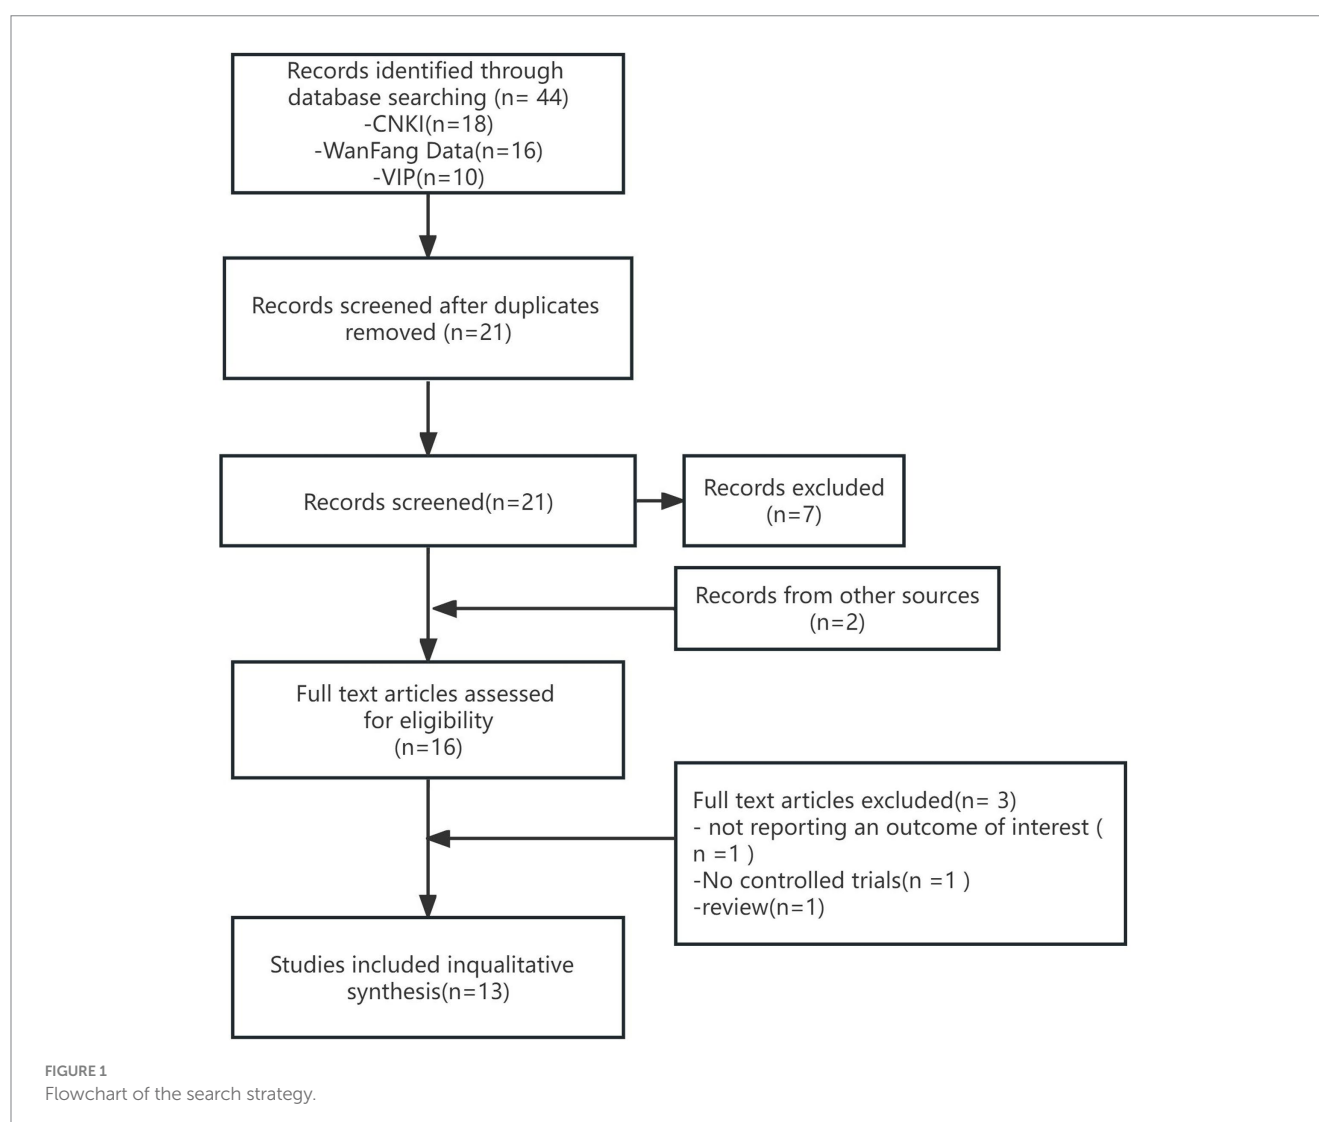 Records identified through
database searching (n= 44)
-CNKI(n=18)
-WanFang Data(n=16)
-VIP(n=10)
Records screened after duplicates
removed (n=21)
Records screened(n=21)
Records excluded
(n=7)
Records from other sources
(n=2)
Full text articles assessed
for eligibility
(n=16)
Full text articles excluded(n= 3)
- not reporting an outcome of interest (
n =1 )
-No controlled trials(n =1 )
-review(n=1)
Studies included inqualitative
synthesis(n=13)
FIGURE 1
Flowchart of the search strategy.